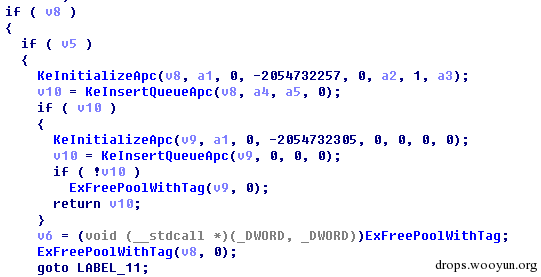 if ( v8 )
{
if ( v5 )
{
KeInitializeApc(v8, a1, 0, -2054732257, 0, a2, 1, a3);
v10 = KeInsertQueueApc(v8, a4, a5, 0);
if ( v10 )
{
KeInitializeApc(v9, a1, 0, -2054732305, 0, 0, 0, 0);
v10 = KeInsertQueueApc(v9, 0, 0, 0);
if ( !v10 )
ExFreePoolWithTag(v9, 0);
return v10;
}
v6 = (void (__stdcall *)(_DWORD, _DWORD))ExFreePoolWithTag;
ExFreePoolWithTag(v8, 0);
goto LABEL_11;
drops.wooyun.org